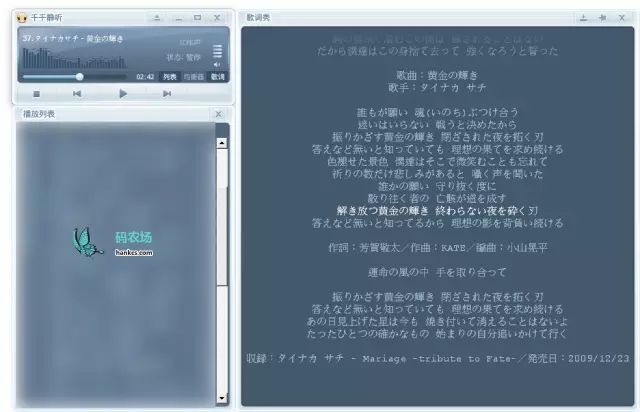 千千静听
37.タイナカサチ - 黄金の輝き
状态: 暂停
02:42
列表
均衡器
歌词
播放列表
码农场
hankcs.com
歌词秀
だから僕達はこの身捨て去って 強くなろうと誓った
歌曲：黄金の輝き
歌手：タイナカ サチ
誰もが願い 魂(いのち)ぶつけ合う
迷いはいらない 戦うと決めたから
振りかざす黄金の輝き 閉ざされた夜を拓く刃
答えなど無いと知っていても 理想の果てを求め続ける
色褪せた景色 僕達はそこで微笑むことも忘れて
祈りの数だけ悲しみがあると 囁く声を聞いた
誰かの願い 守り抜く度に
散り往く者の 亡骸が道を成す
解き放つ黄金の輝き 終わらない夜を砕く刃
答えなど無いと知ってるから 理想の影を背負い続ける
作詞：芳賀敬太／作曲：KATE／編曲：小山晃平
運命の風の中 手を取り合って
振りかざす黄金の輝き 閉ざされた夜を拓く刃
答えなど無いと知っていても 理想の果てを求め続ける
あの日見上げた星は今も 焼き付いて消えることはないよ
たったひとつの確かなもの 始まりの自分追いかけて行く
収録：タイナカ サチ - Mariage -tribute to Fate-／発売日：2009/12/23